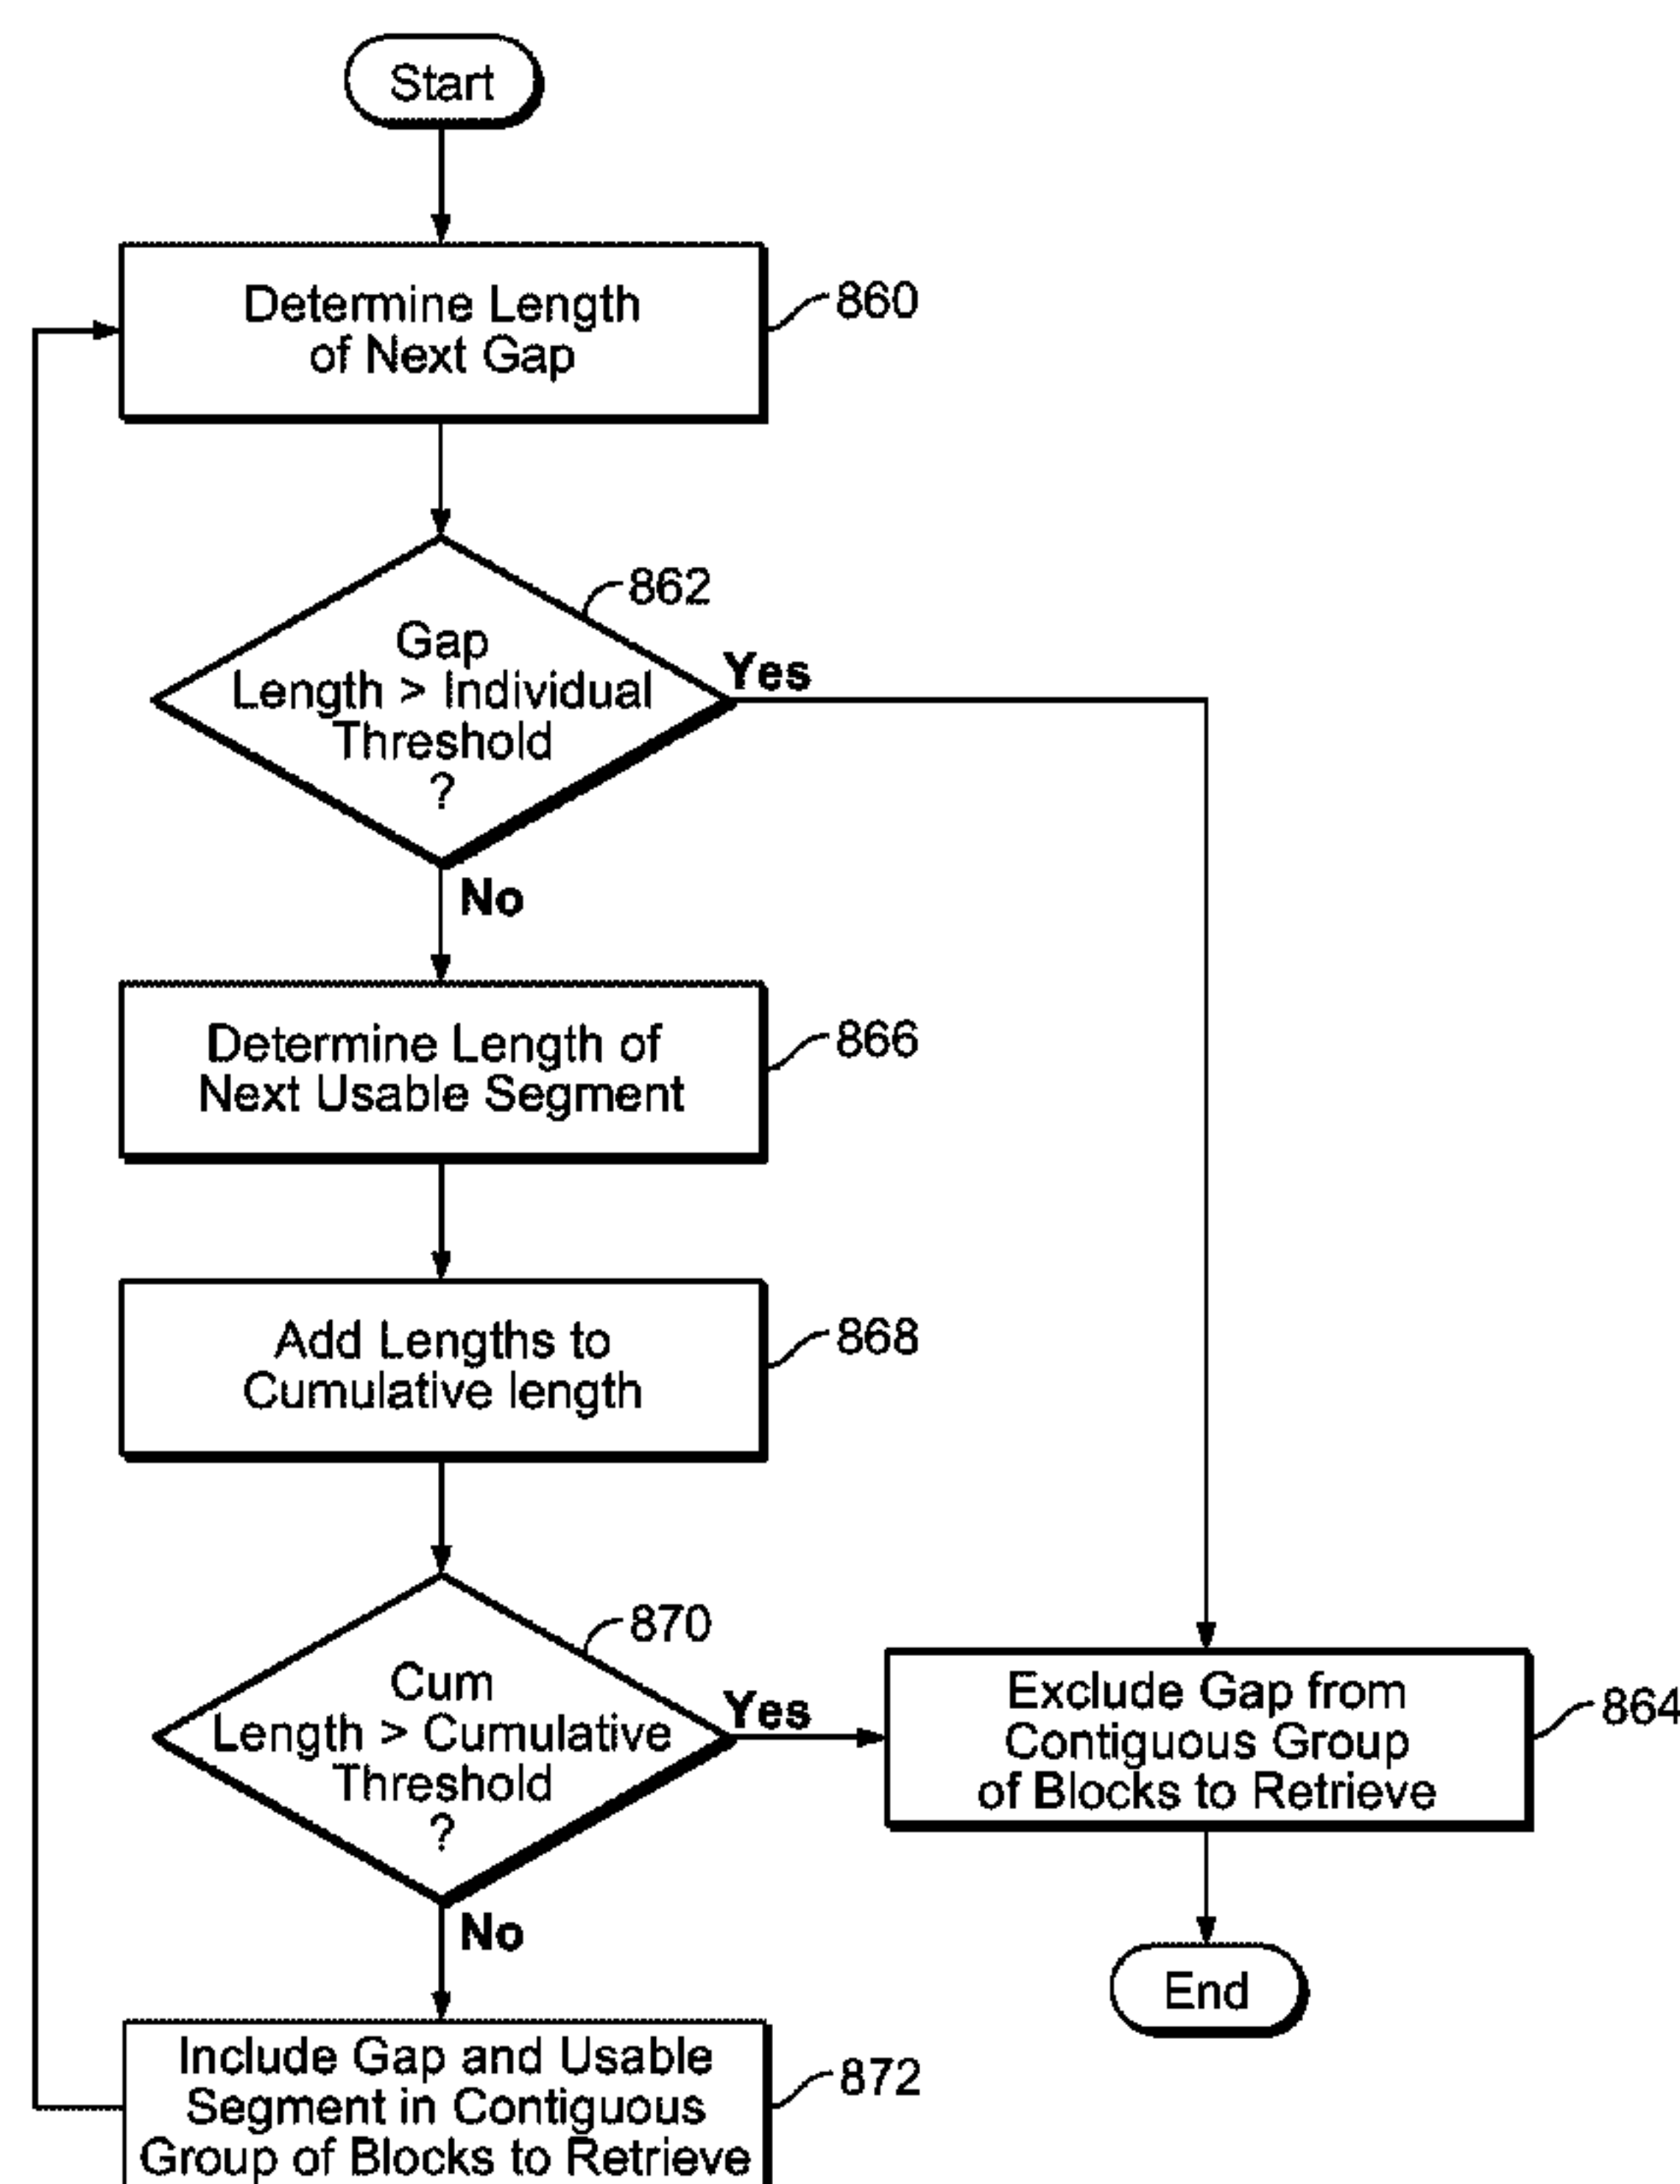 Start
Determine Length
of Next Gap
860
862
Gap
Length > Individual
Threshold
?
Yes
No
Determine Length of
Next Usable Segment
866
Add Lengths to
Cumulative length
868
870
Cum
Length > Cumulative
Threshold
?
Yes
Exclude Gap from
Contiguous Group
of Blocks to Retrieve
864
No
End
Include Gap and Usable
Segment in Contiguous
Group of Blocks to Retrieve
872